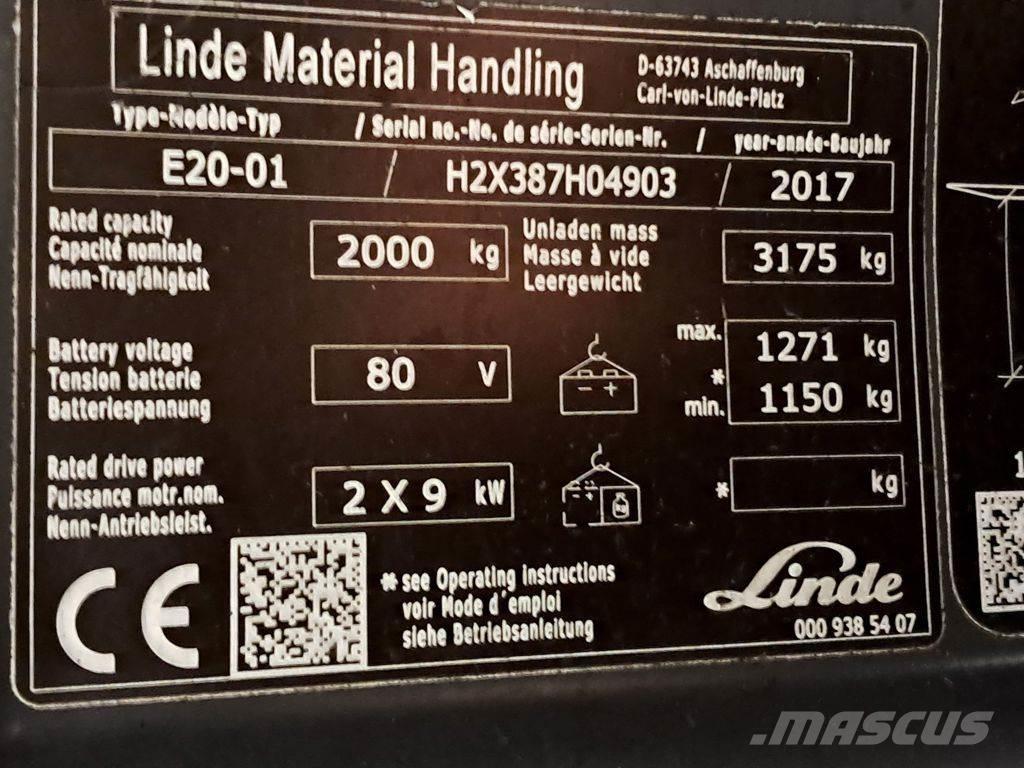 Linde Material Handling
D-63743 Aschaffenburg
Carl-von-Linde-Platz
Type-Modèle-Typ / Serial no.-No. de série-Serien-Nr. / year-année-Baujahr
E20-01 / H2X387H04903 / 2017
Rated capacity
Capacité nominale
Nenn-Tragfähigkeit
2000 kg
Unladen mass
Masse à vide
Leergewicht
3175 kg
Battery voltage
Tension batterie
Batteriespannung
80 V
- +
max. 1271 kg
*
min. 1150 kg
Rated drive power
Puissance motr.nom.
Nenn-Antriebsleist.
2 X 9 kW
- +
kg
* kg
CE
* see Operating instructions
voir Mode d'emploi
siehe Betriebsanleitung
Linde
000 938 54 07
1
.MASCUS